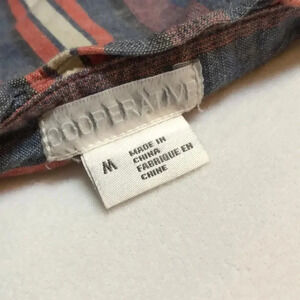 COOPERATIVE
M
MADE IN
CHINA
FABRIQUE EN
CHINE